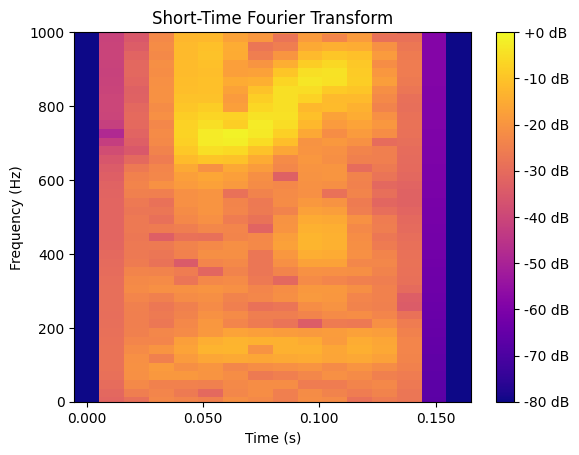 Short-Time Fourier Transform
1000
800
600
400
200
0
Frequency (Hz)
0.000
0.050
0.100
0.150
Time (s)
+0 dB
-10 dB
-20 dB
-30 dB
-40 dB
-50 dB
-60 dB
-70 dB
-80 dB